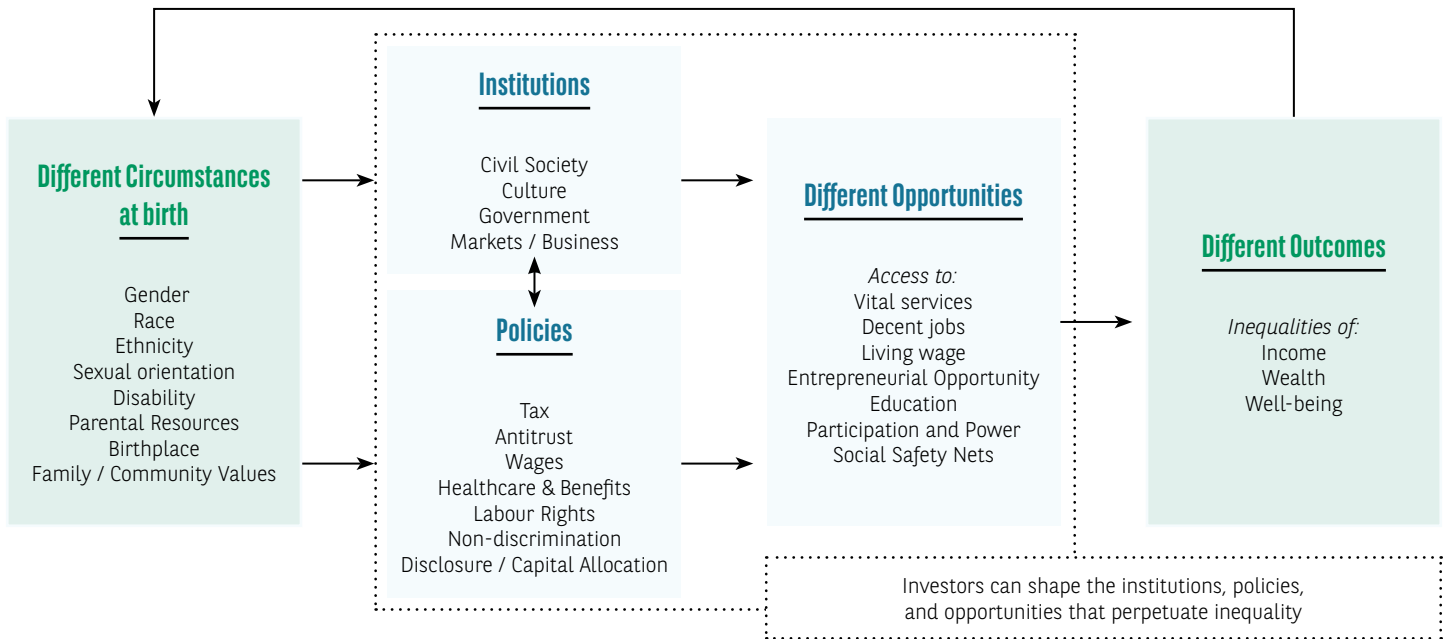 Different Circumstances
at birth
Gender
Race
Ethnicity
Sexual orientation
Disability
Parental Resources
Birthplace
Family / Community Values
Institutions
Civil Society
Culture
Government
Markets / Business
Policies
Tax
Antitrust
Wages
Healthcare & Benefits
Labour Rights
Non-discrimination
Disclosure / Capital Allocation
Different Opportunities
Access to:
Vital services
Decent jobs
Living wage
Entrepreneurial Opportunity
Education
Participation and Power
Social Safety Nets
Different Outcomes
Inequalities of:
Income
Wealth
Well-being
Investors can shape the institutions, policies,
and opportunities that perpetuate inequality